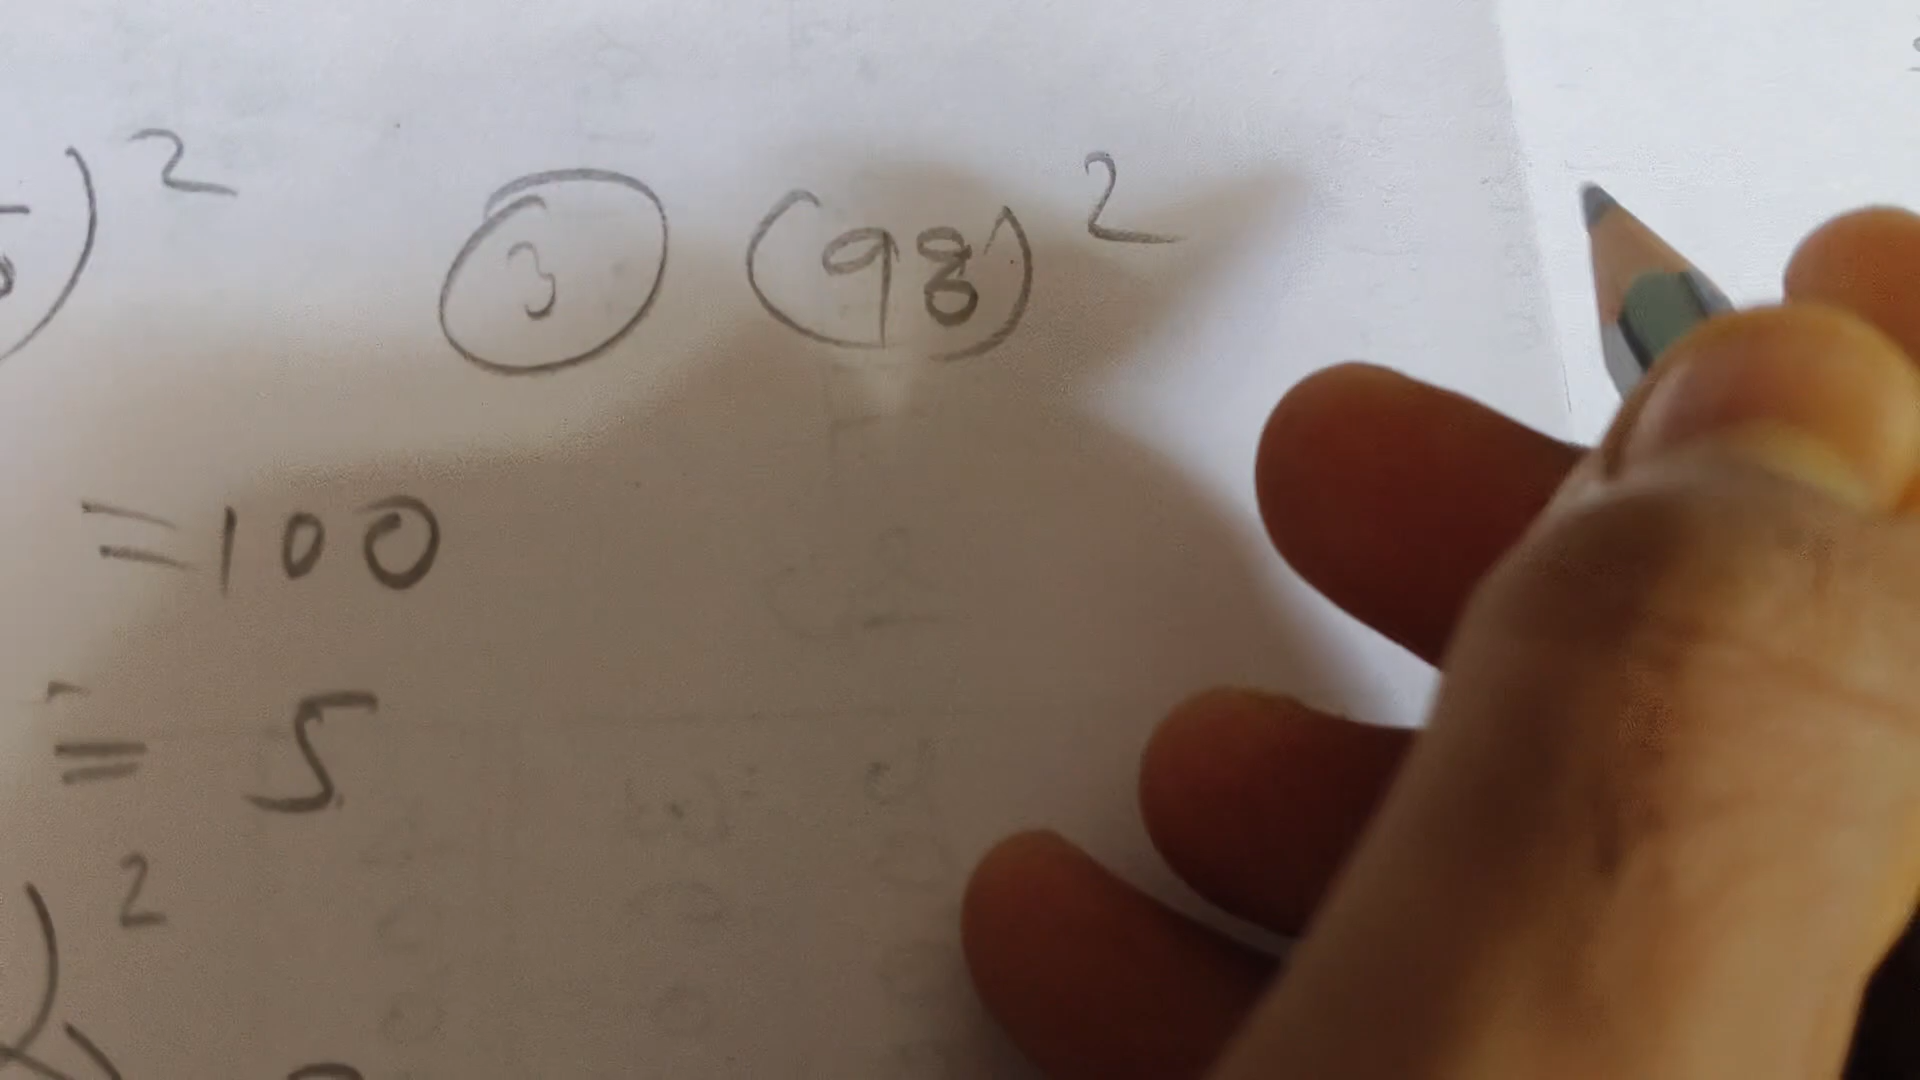 )² ③ (98)²
=100
= 5
)²